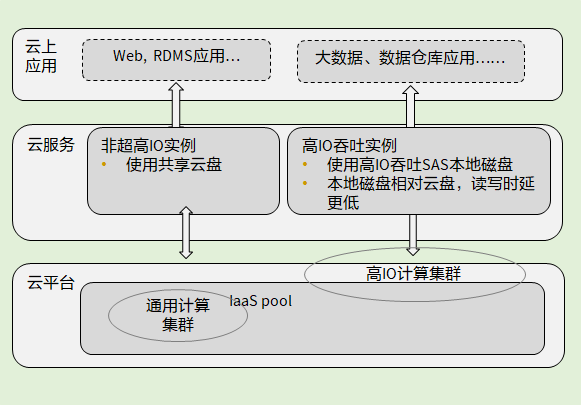 云上
应用
Web, RDMS应用…
大数据、数据仓库应用……
云服务
非超高IO实例
• 使用共享云盘
高IO吞吐实例
• 使用高IO吞吐SAS本地磁盘
• 本地磁盘相对云盘，读写时延
更低
云平台
高IO计算集群
通用计算
集群
IaaS pool